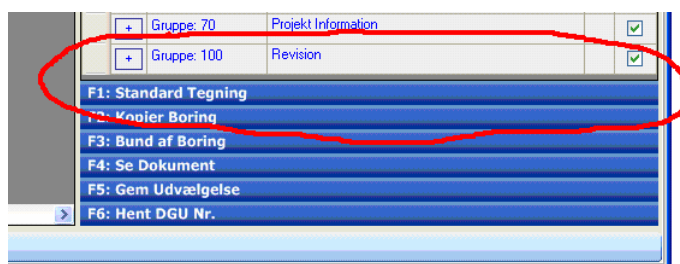 + Gruppe: 70 Projekt Information
+ Gruppe: 100 Revision
F1: Standard Tegning
F2: Kopier Boring
F3: Bund af Boring
F4: Se Dokument
F5: Gem Udvælgelse
F6: Hent DGU Nr.